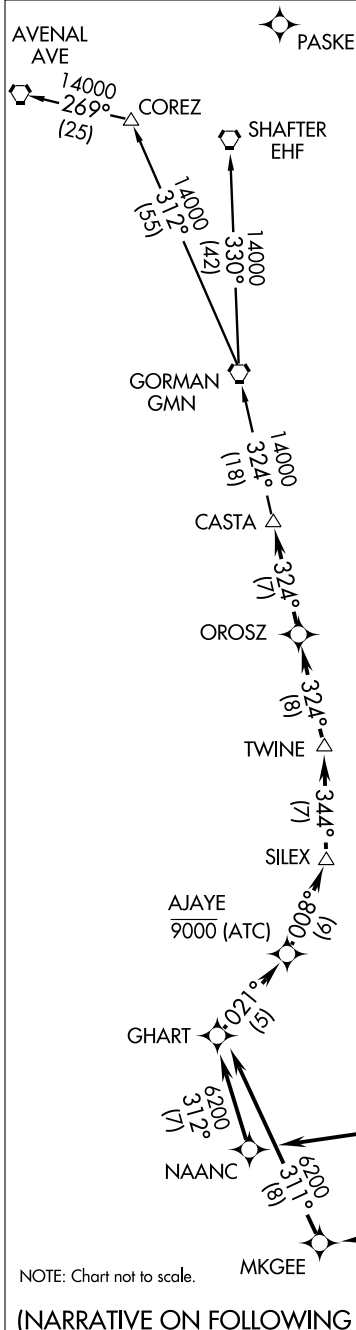 PASKE
AVENAL
AVE
14000
269°
(25)
COREZ
SHAFTER
EHF
14000
312°
(55)
14000
330°
(42)
GORMAN
GMN
14000
324°
(18)
CASTA
324°
(7)
OROSZ
324°
(8)
TWINE
344°
(7)
SILEX
AJAYE
9000 (ATC)
008°
(9)
021°
(5)
GHART
6200
312°
(7)
NAANC
6200
311°
(8)
MKGEE
NOTE: Chart not to scale.
(NARRATIVE ON FOLLOWING